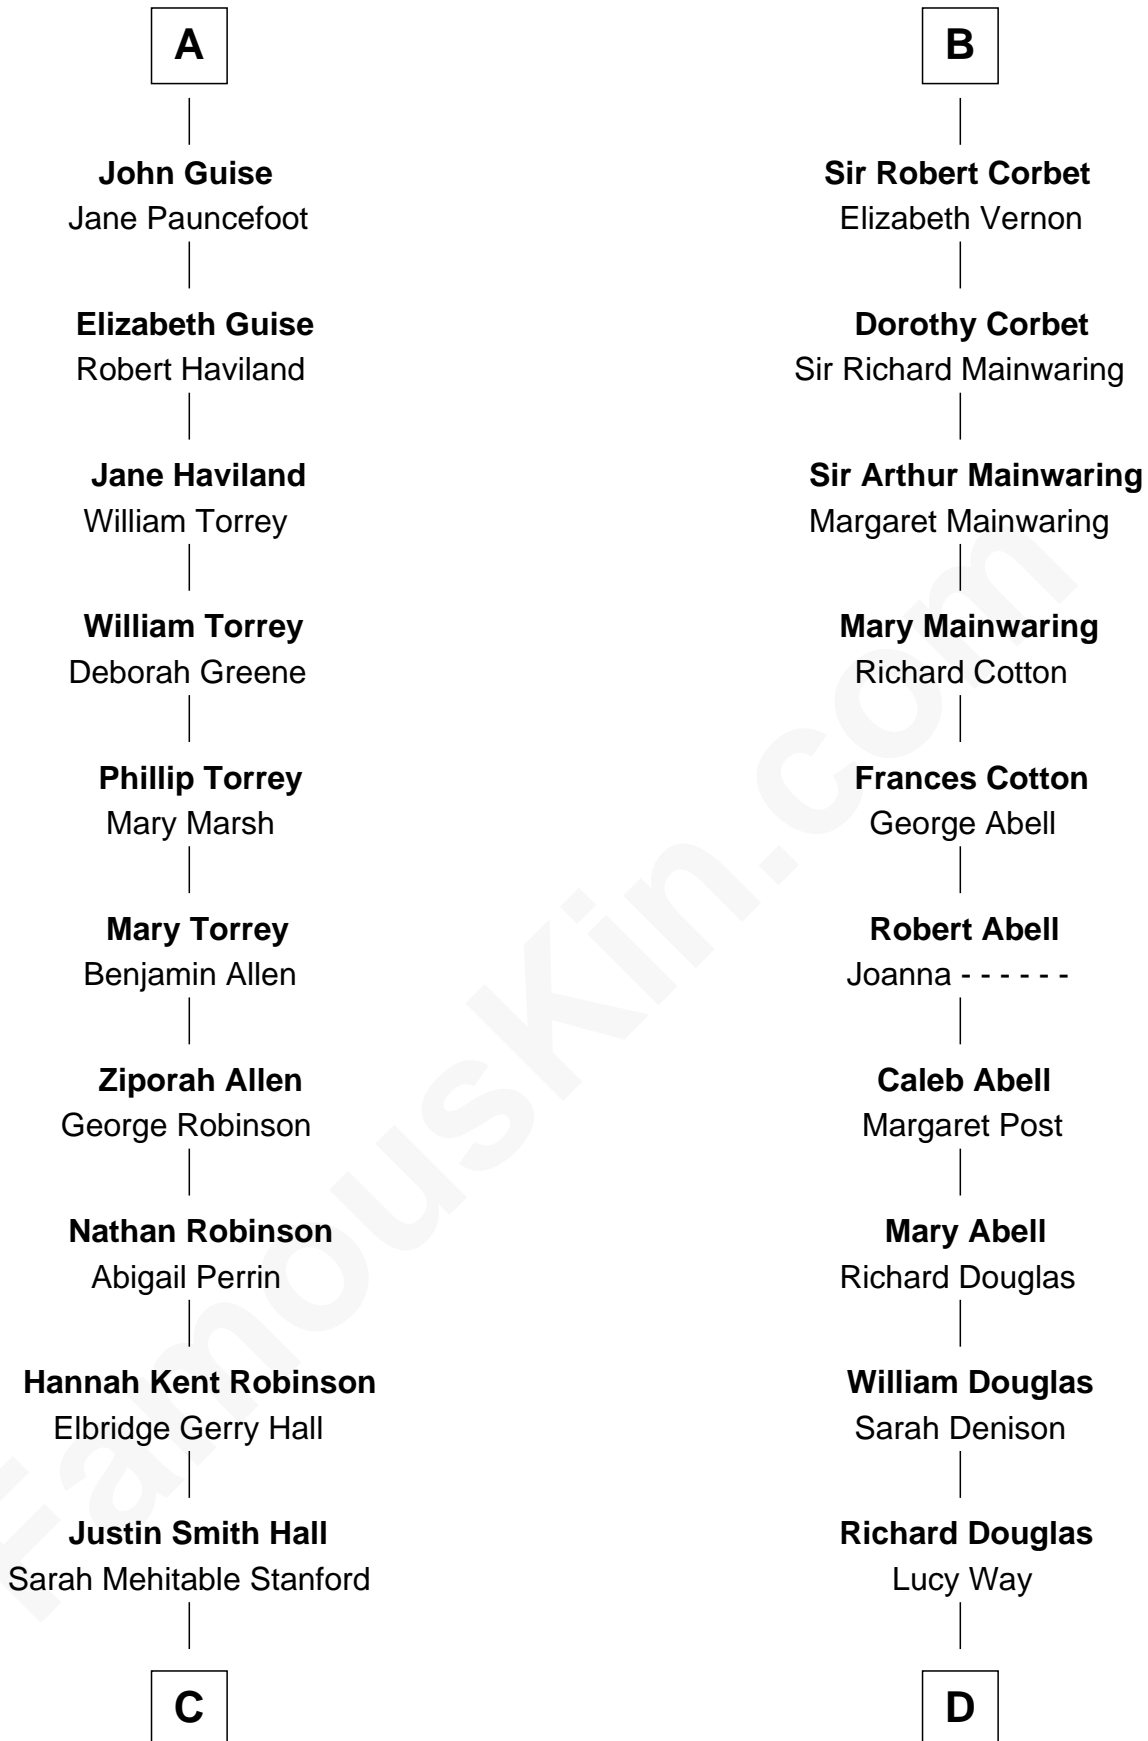 A
John Guise
Jane Pauncefoot
Elizabeth Guise
Robert Haviland
Jane Haviland
William Torrey
William Torrey
Deborah Greene
Phillip Torrey
Mary Marsh
Mary Torrey
Benjamin Allen
Ziporah Allen
George Robinson
Nathan Robinson
Abigail Perrin
Hannah Kent Robinson
Elbridge Gerry Hall
Justin Smith Hall
Sarah Mehitable Stanford
C
B
Sir Robert Corbet
Elizabeth Vernon
Dorothy Corbet
Sir Richard Mainwaring
Sir Arthur Mainwaring
Margaret Mainwaring
Mary Mainwaring
Richard Cotton
Frances Cotton
George Abell
Robert Abell
Joanna - - - - - -
Caleb Abell
Margaret Post
Mary Abell
Richard Douglas
William Douglas
Sarah Denison
Richard Douglas
Lucy Way
D
FamousKin.com